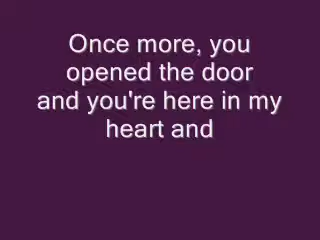 Once more, you
opened the door
and you're here in my
heart and